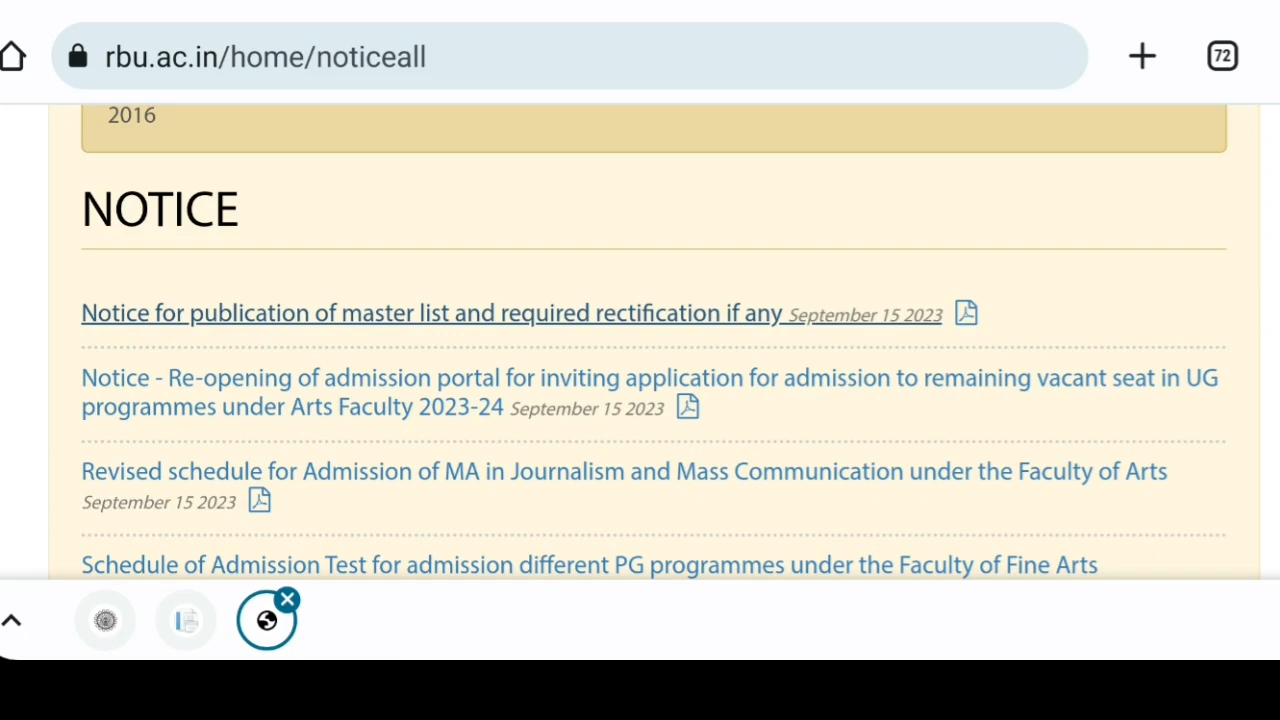 rbu.ac.in/home/noticeall
72
2016
NOTICE
Notice for publication of master list and required rectification if any September 15 2023
Notice - Re-opening of admission portal for inviting application for admission to remaining vacant seat in UG
programmes under Arts Faculty 2023-24 September 15 2023
Revised schedule for Admission of MA in Journalism and Mass Communication under the Faculty of Arts
September 15 2023
Schedule of Admission Test for admission different PG programmes under the Faculty of Fine Arts